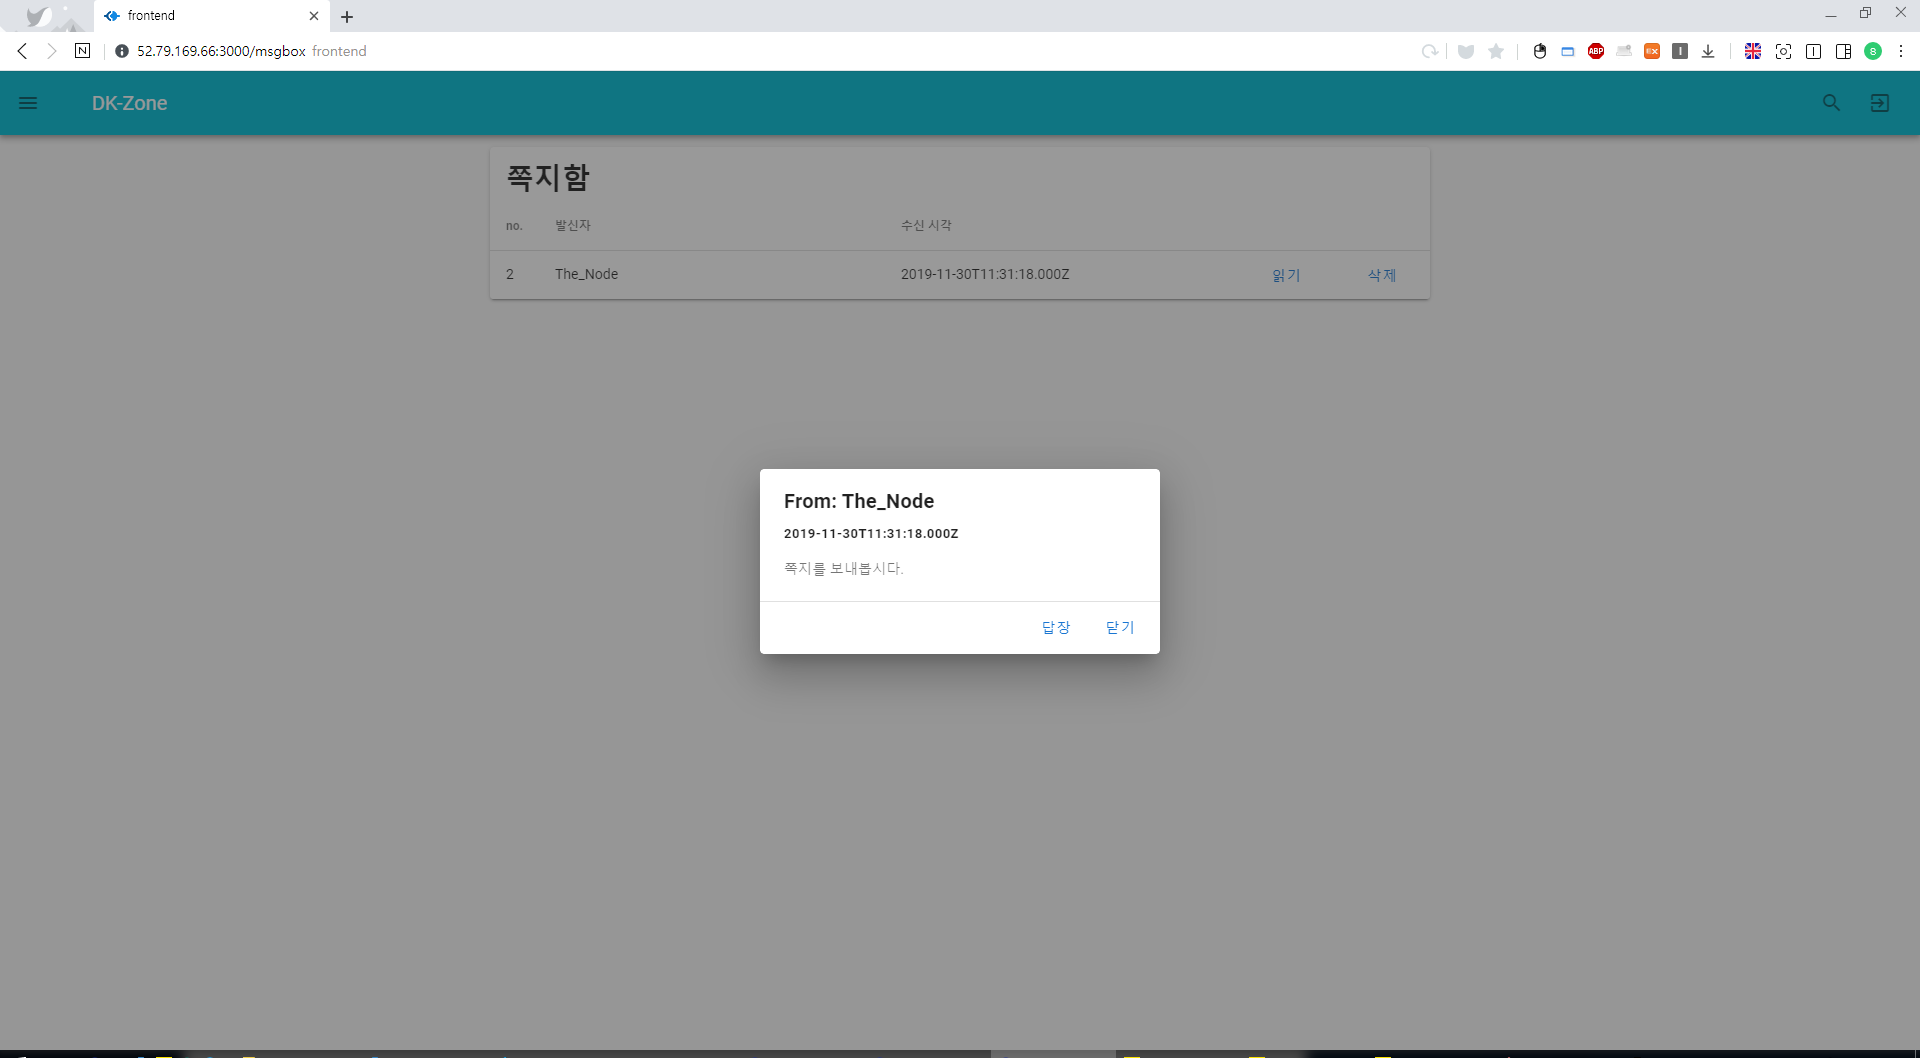 frontend
N
52.79.169.66:3000/msgbox frontend
ABP
EX
8
DK-Zone
쪽지함
no. 발신자 수신 시각
2 The_Node 2019-11-30T11:31:18.000Z 읽기 삭제
From: The_Node
2019-11-30T11:31:18.000Z
쪽지를 보내봅시다.
답장 닫기